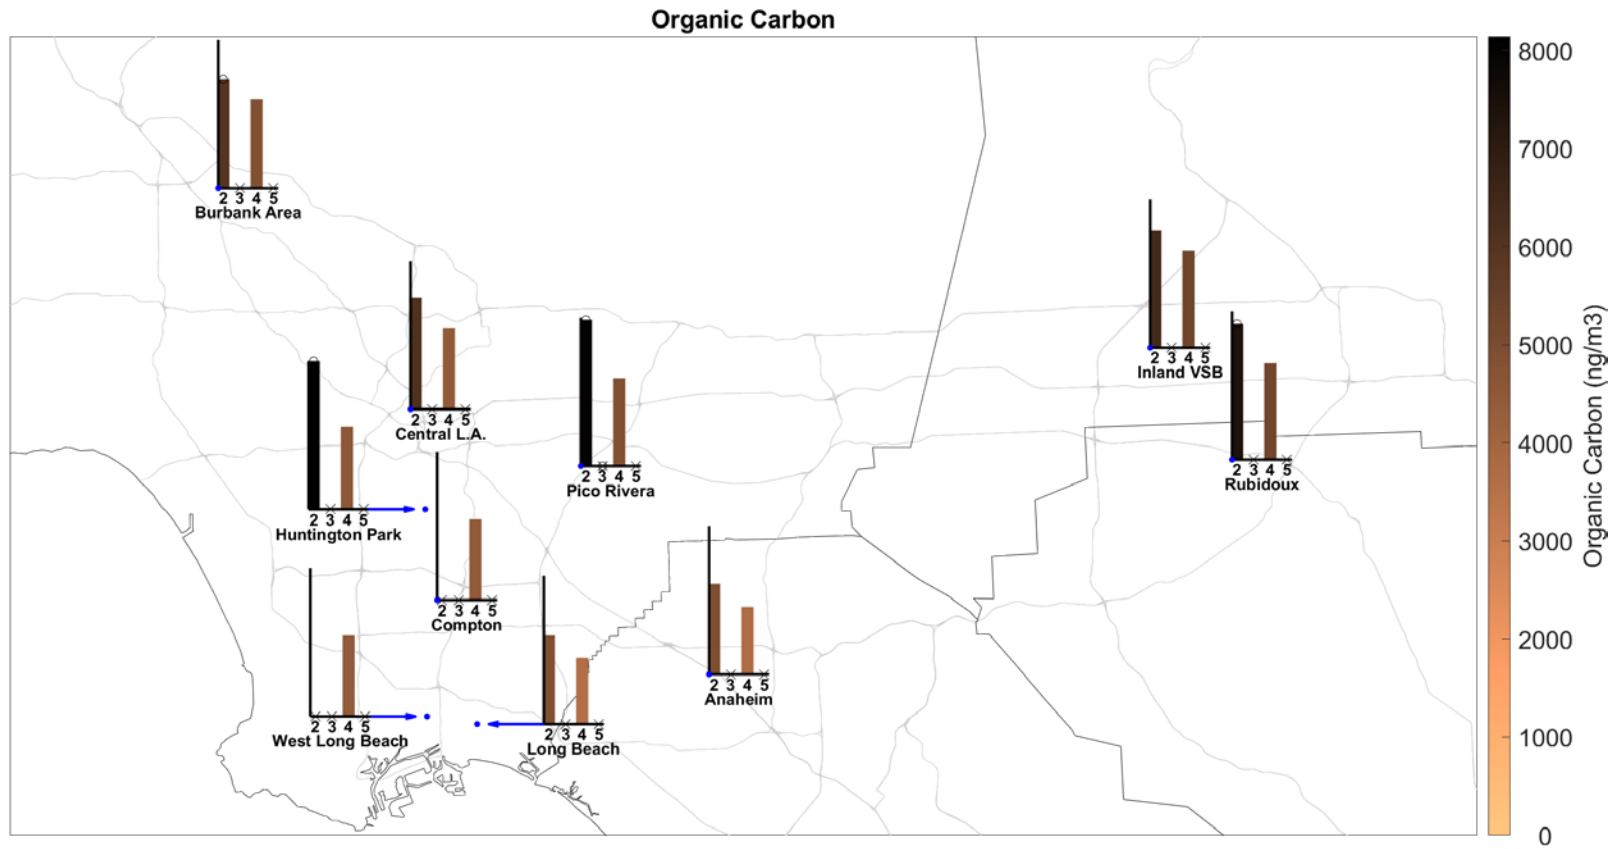 Organic Carbon
2 3 4 5
Burbank Area
2 3 4 5
Central L.A.
2 3 4 5
Huntington Park
2 3 4 5
Pico Rivera
2 3 4 5
Inland VSB
2 3 4 5
Rubidoux
2 3 4 5
Compton
2 3 4 5
West Long Beach
2 3 4 5
Long Beach
2 3 4 5
Anaheim
8000
7000
6000
5000
4000
3000
2000
1000
0
Organic Carbon (ng/m3)